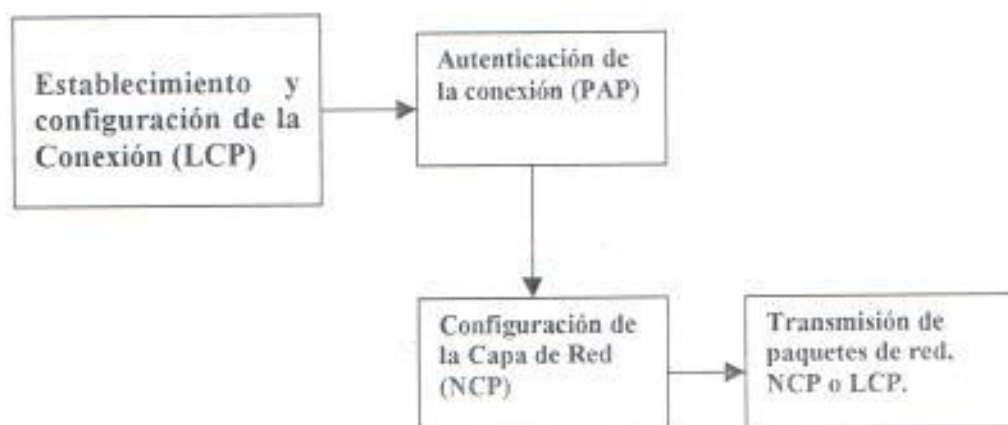 Establecimiento y
configuración de la
Conexión (LCP)
Autenticación de
la conexión (PAP)
Configuración de
la Capa de Red
(NCP)
Transmisión de
paquetes de red,
NCP o LCP.